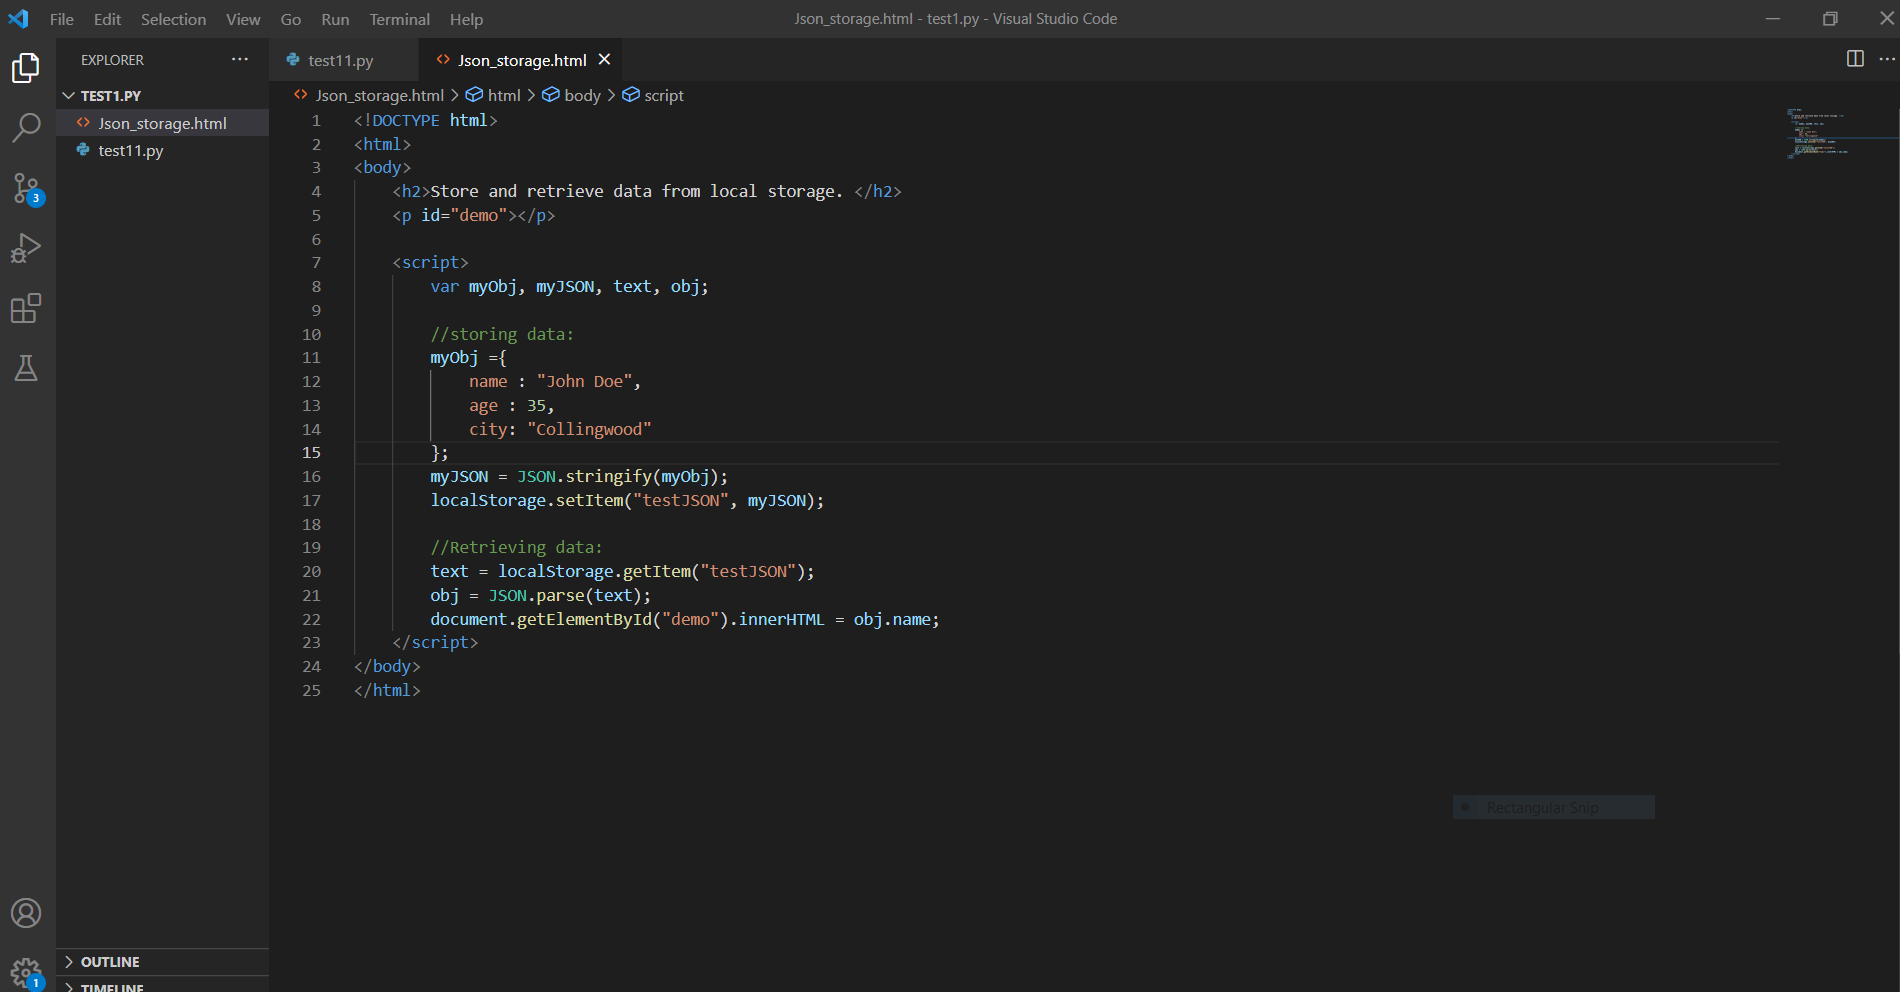 File Edit Selection View Go Run Terminal Help
Json_storage.html - test1.py - Visual Studio Code
EXPLORER
TEST1.PY
Json_storage.html
test11.py
3
OUTLINE
TIMELINE
1
test11.py
Json_storage.html
Json_storage.html > html > body > script
1 <!DOCTYPE html>
2 <html>
3 <body>
4 <h2>Store and retrieve data from local storage. </h2>
5 <p id="demo"></p>
6
7 <script>
8 var myObj, myJSON, text, obj;
9
10 //storing data:
11 myObj ={
12 name : "John Doe",
13 age : 35,
14 city: "Collingwood"
15 };
16 myJSON = JSON.stringify(myObj);
17 localStorage.setItem("testJSON", myJSON);
18
19 //Retrieving data:
20 text = localStorage.getItem("testJSON");
21 obj = JSON.parse(text);
22 document.getElementById("demo").innerHTML = obj.name;
23 </script>
24 </body>
25 </html>
Rectangular Snip